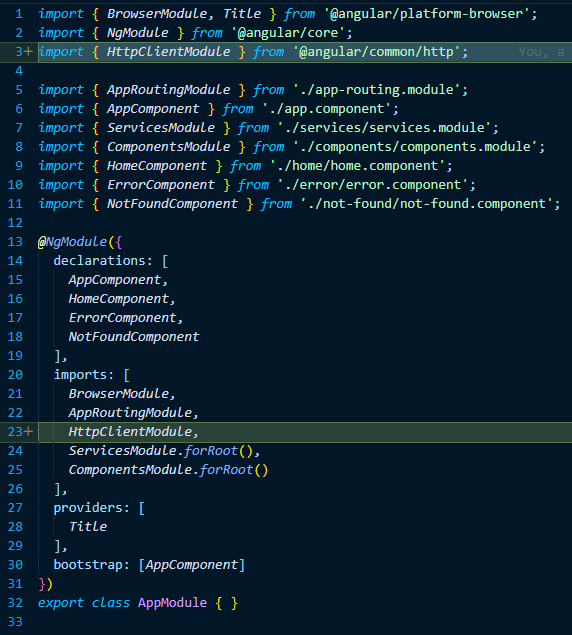 1 import { BrowserModule, Title } from '@angular/platform-browser';
2 import { NgModule } from '@angular/core';
3+ import { HttpClientModule } from '@angular/common/http'; You, a
4
5 import { AppRoutingModule } from './app-routing.module';
6 import { AppComponent } from './app.component';
7 import { ServicesModule } from './services/services.module';
8 import { ComponentsModule } from './components/components.module';
9 import { HomeComponent } from './home/home.component';
10 import { ErrorComponent } from './error/error.component';
11 import { NotFoundComponent } from './not-found/not-found.component';
12
13 @NgModule({
14   declarations: [
15     AppComponent,
16     HomeComponent,
17     ErrorComponent,
18     NotFoundComponent
19   ],
20   imports: [
21     BrowserModule,
22     AppRoutingModule,
23+     HttpClientModule,
24     ServicesModule.forRoot(),
25     ComponentsModule.forRoot()
26   ],
27   providers: [
28     Title
29   ],
30   bootstrap: [AppComponent]
31 })
32 export class AppModule { }
33